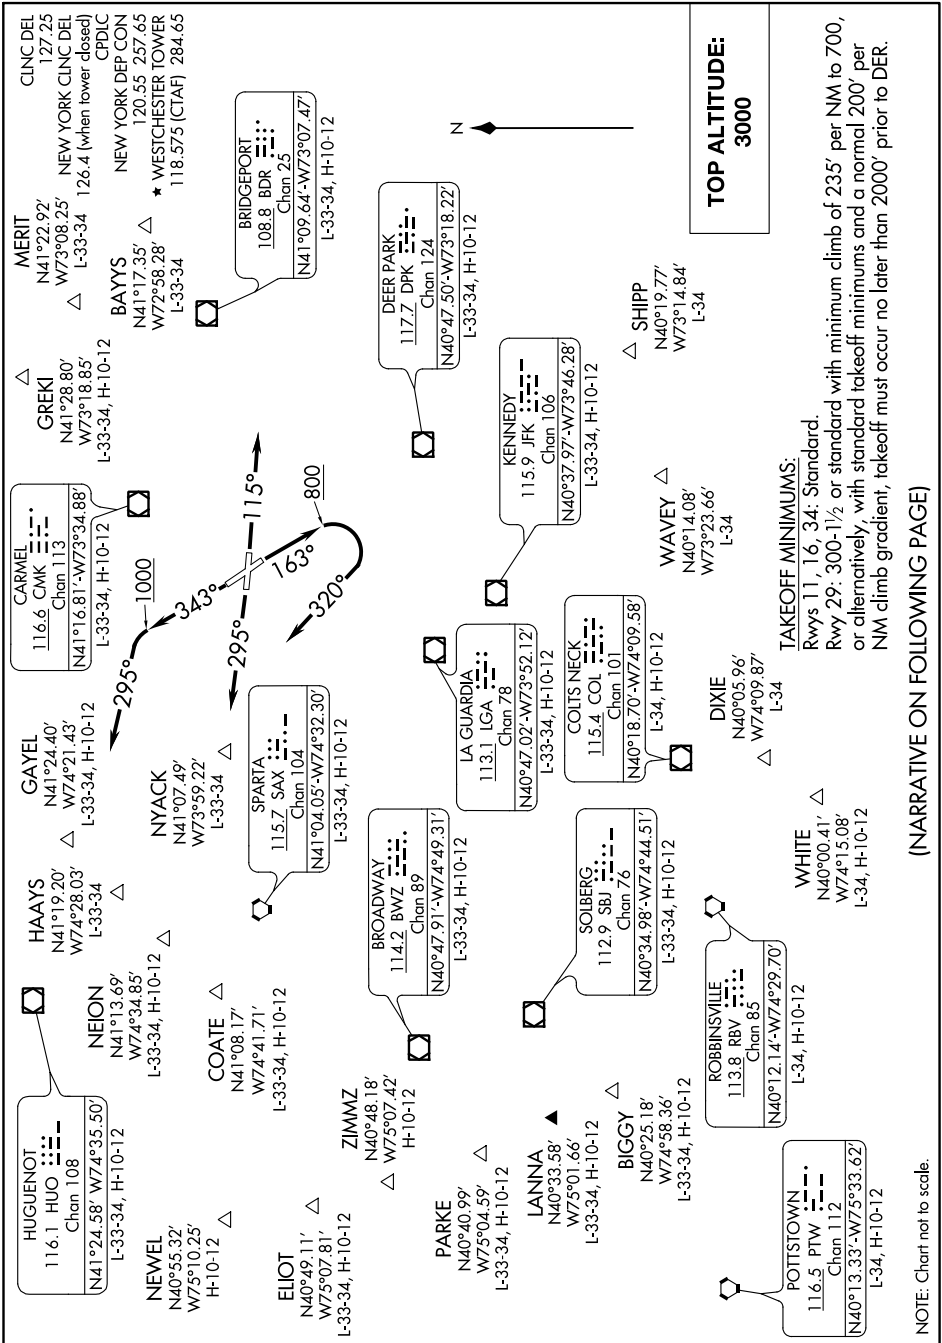 CLNC DEL
127.25
NEW YORK CLNC DEL
126.4 (when tower closed)
CPDLC
NEW YORK DEP CON
120.55 257.65
★ WESTCHESTER TOWER
118.575 (CTAF) 284.65
HUGUENOT
116.1 HUO
Chan 108
N41°24.58' W74°35.50'
L-33-34, H-10-12
HAAYS
N41°19.20'
W74°28.03'
L-33-34
GAYEL
N41°24.40'
W74°21.43'
L-33-34, H-10-12
CARMEL
116.6 CMK
Chan 113
N41°16.81'-W73°34.88'
L-33-34, H-10-12
GREKI
N41°28.80'
W73°18.85'
L-33-34, H-10-12
MERIT
N41°22.92'
W73°08.25'
L-33-34
BAYYS
N41°17.35'
W72°58.28'
L-33-34
NEION
N41°13.69'
W74°34.85'
L-33-34, H-10-12
NEWEL
N40°55.32'
W75°10.25'
H-10-12
COATE
N41°08.17'
W74°41.71'
L-33-34, H-10-12
NYACK
N41°07.49'
W73°59.22'
L-33-34
295°
1000
343°
295°
115°
163°
800
320°
BRIDGEPORT
108.8 BDR
Chan 25
N41°09.64'-W73°07.47'
L-33-34, H-10-12
SPARTA
115.7 SAX
Chan 104
N41°04.05'-W74°32.30'
L-33-34, H-10-12
ELIOT
N40°49.11'
W75°07.81'
L-33-34, H-10-12
ZIMMZ
N40°48.18'
W75°07.42'
H-10-12
BROADWAY
114.2 BWZ
Chan 89
N40°47.91'-W74°49.31'
L-33-34, H-10-12
DEER PARK
117.7 DPK
Chan 124
N40°47.50'-W73°18.22'
L-33-34, H-10-12
N
PARKE
N40°40.99'
W75°04.59'
L-33-34, H-10-12
LA GUARDIA
113.1 LGA
Chan 78
N40°47.02'-W73°52.12'
L-33-34, H-10-12
KENNEDY
115.9 JFK
Chan 106
N40°37.97'-W73°46.28'
L-33-34, H-10-12
LANNA
N40°33.58'
W75°01.66'
L-33-34, H-10-12
SOLBERG
112.9 SBJ
Chan 76
N40°34.98'-W74°44.51'
L-33-34, H-10-12
COLTS NECK
115.4 COL
Chan 101
N40°18.70'-W74°09.58'
L-34, H-10-12
BIGGY
N40°25.18'
W74°58.36'
L-33-34, H-10-12
WAVEY
N40°14.08'
W73°23.66'
L-34
SHIPP
N40°19.77'
W73°14.84'
L-34
ROBBINSVILLE
113.8 RBV
Chan 85
N40°12.14'-W74°29.70'
L-34, H-10-12
DIXIE
N40°05.96'
W74°09.87'
L-34
TOP ALTITUDE:
3000
POTTSTOWN
116.5 PTW
Chan 112
N40°13.33'-W75°33.62'
L-34, H-10-12
WHITE
N40°00.41'
W74°15.08'
L-34, H-10-12
TAKEOFF MINIMUMS:
Rwys 11, 16, 34: Standard.
Rwy 29: 300-1½ or standard with minimum climb of 235' per NM to 700,
or alternatively, with standard takeoff minimums and a normal 200' per
NM climb gradient, takeoff must occur no later than 2000' prior to DER.
NOTE: Chart not to scale.
(NARRATIVE ON FOLLOWING PAGE)